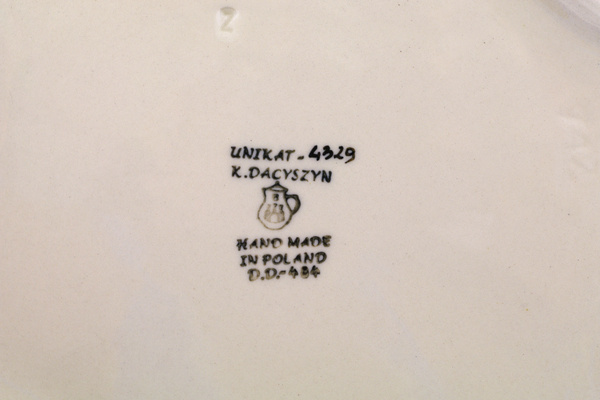 Z
UNIKAT - 4329
K. DACYSZYN
HAND MADE
IN POLAND
D.D.-484